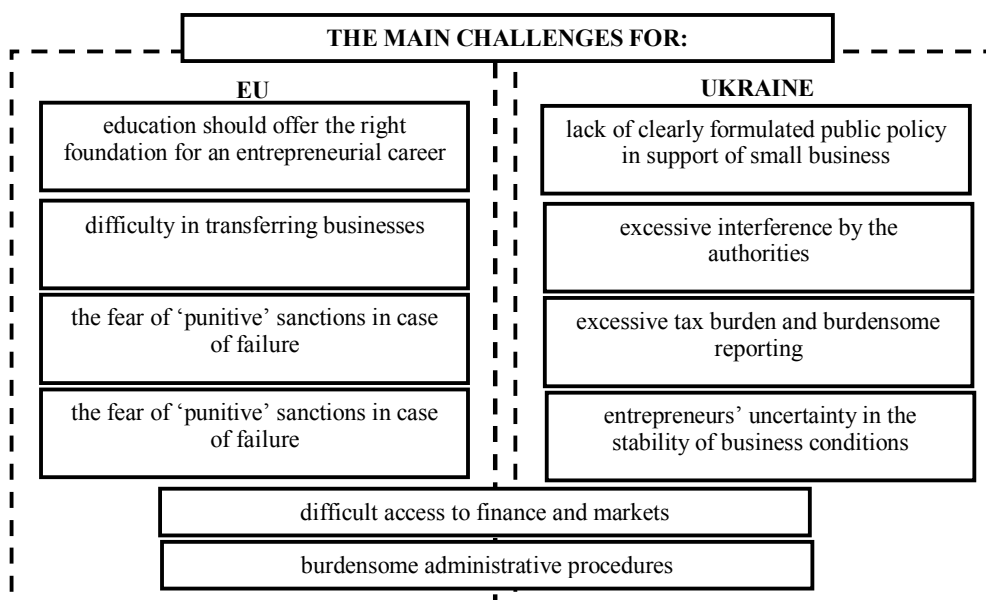 THE MAIN CHALLENGES FOR:
EU
education should offer the right
foundation for an entrepreneurial career
difficulty in transferring businesses
the fear of ‘punitive’ sanctions in case
of failure
the fear of ‘punitive’ sanctions in case
of failure
UKRAINE
lack of clearly formulated public policy
in support of small business
excessive interference by the
authorities
excessive tax burden and burdensome
reporting
entrepreneurs’ uncertainty in the
stability of business conditions
difficult access to finance and markets
burdensome administrative procedures